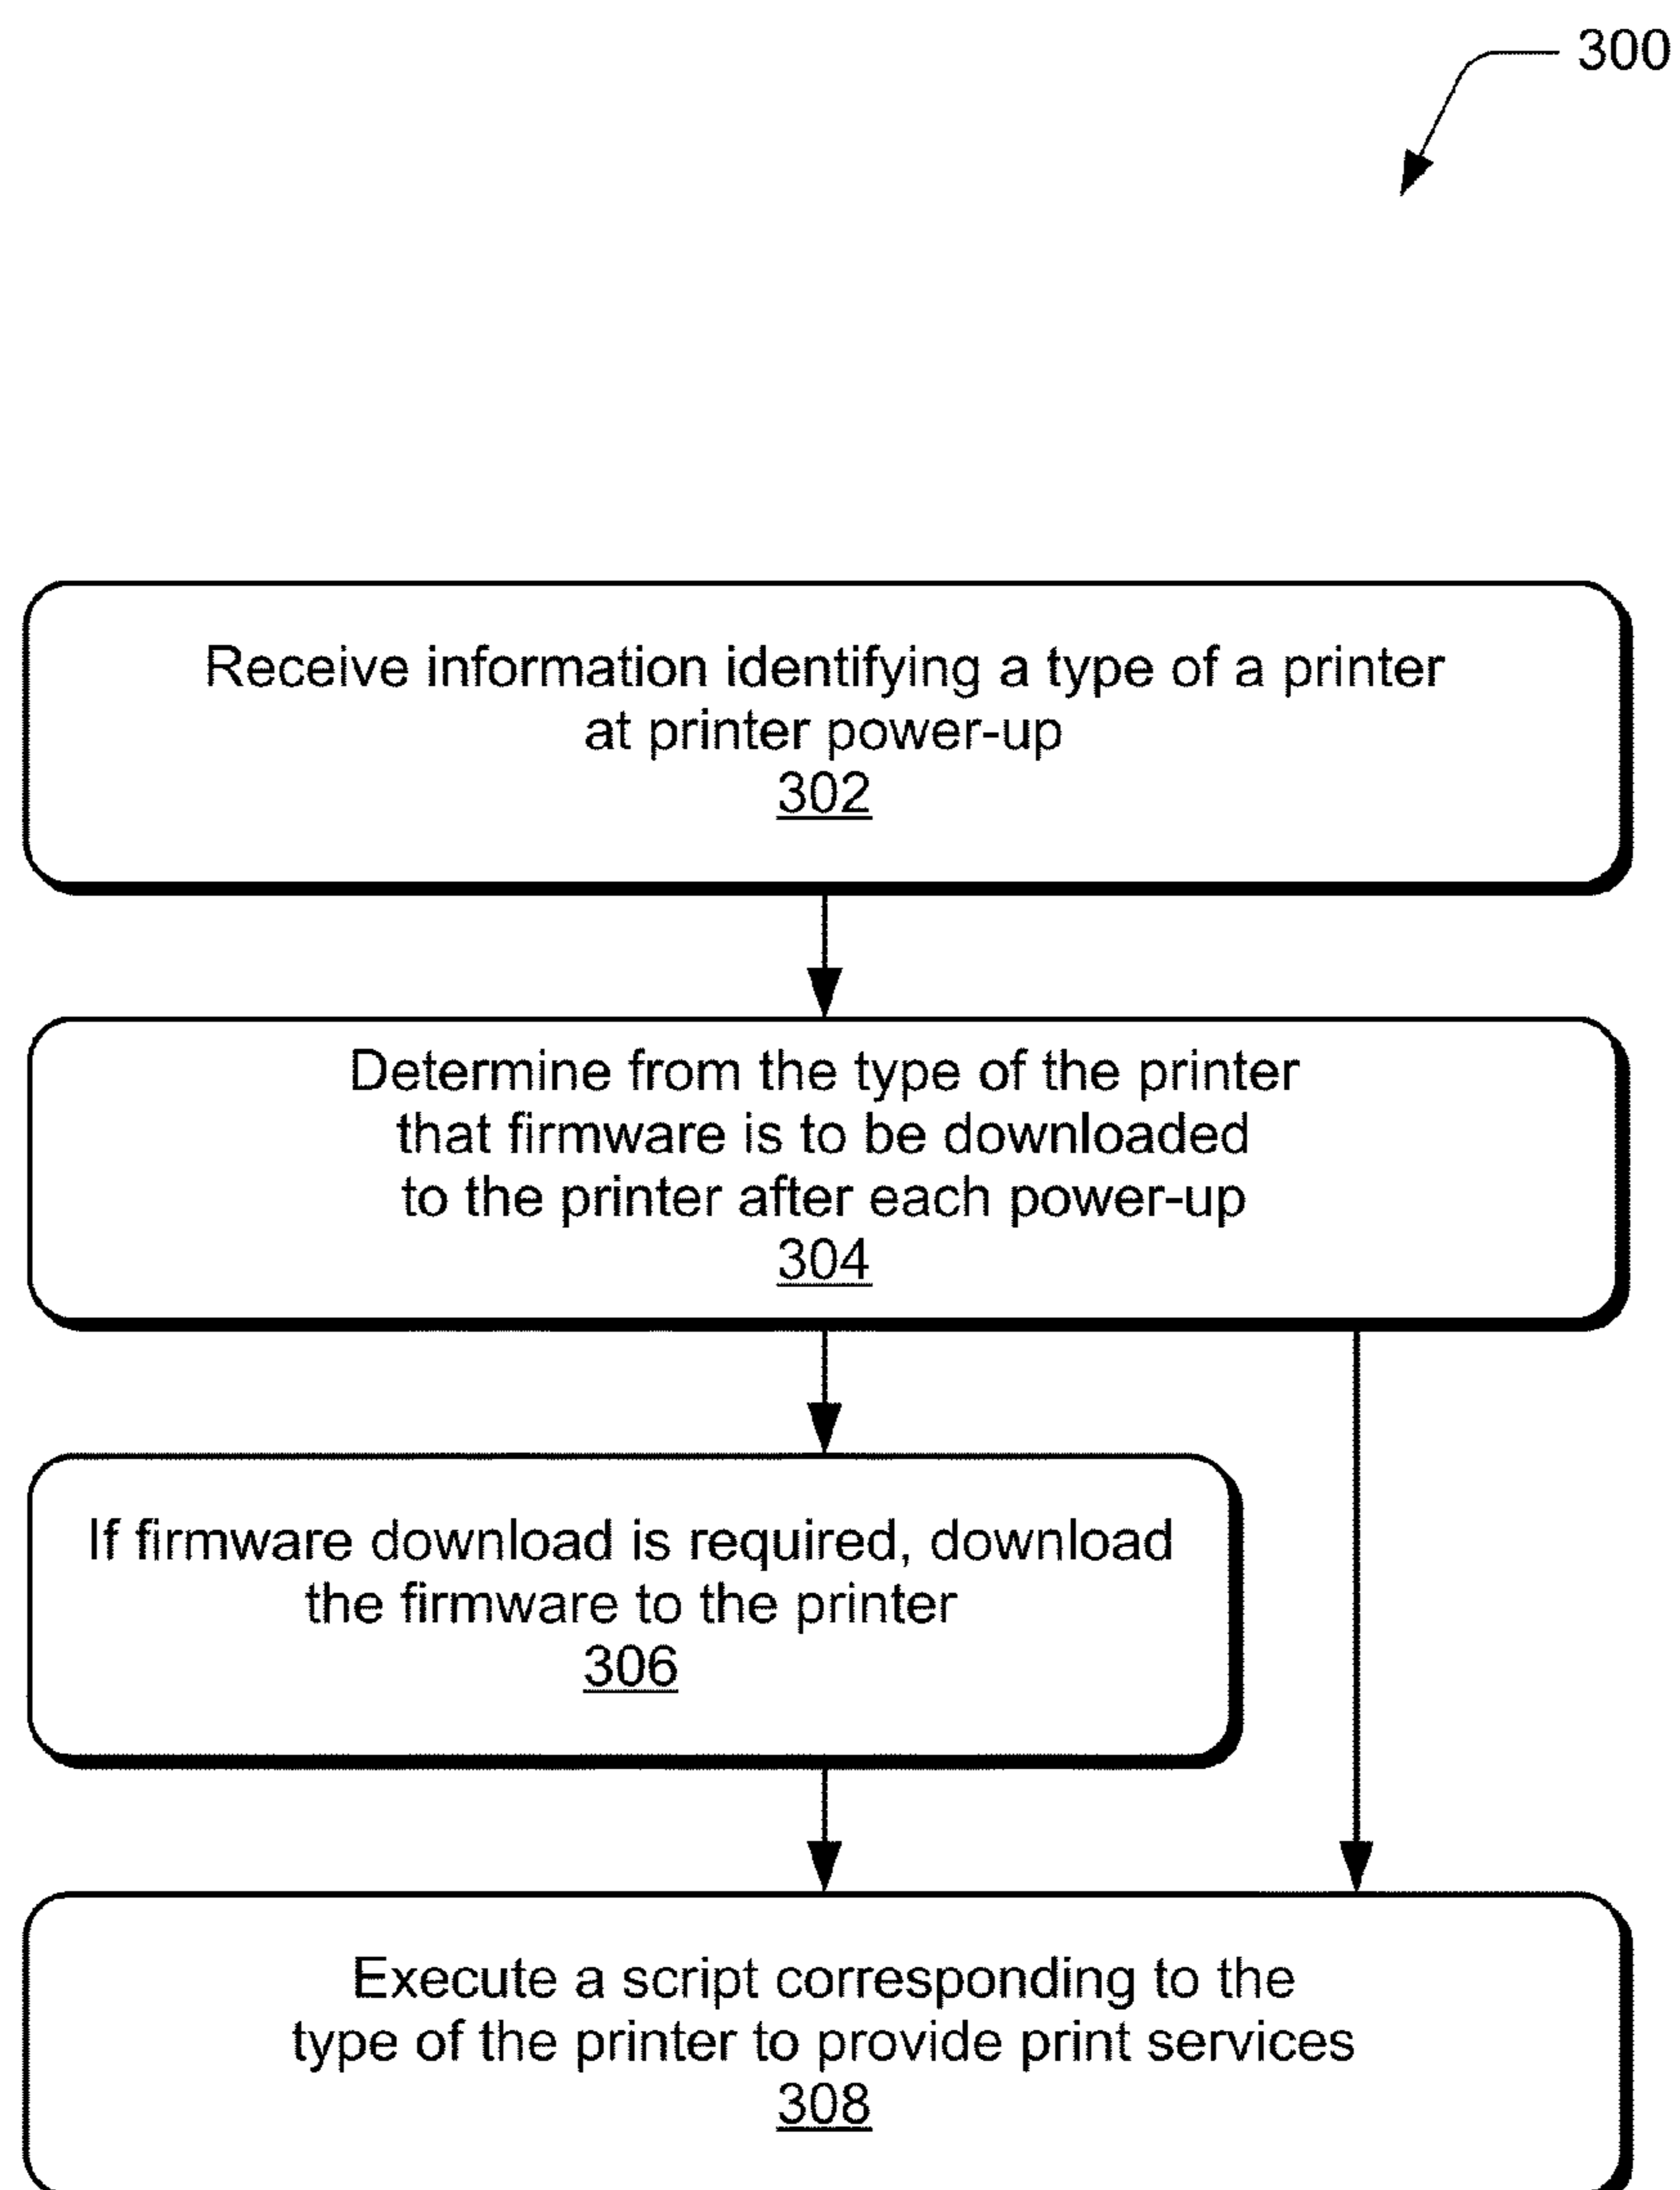 300
Receive information identifying a type of a printer
at printer power-up
302
Determine from the type of the printer
that firmware is to be downloaded
to the printer after each power-up
304
If firmware download is required, download
the firmware to the printer
306
Execute a script corresponding to the
type of the printer to provide print services
308